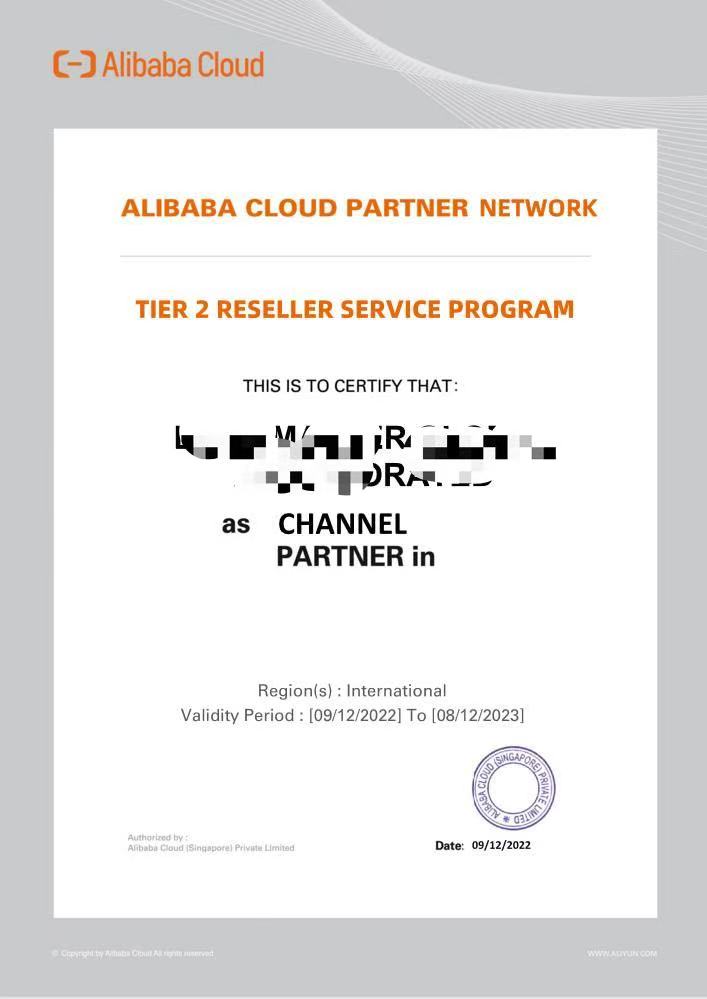 Alibaba Cloud
ALIBABA CLOUD PARTNER NETWORK
TIER 2 RESELLER SERVICE PROGRAM
THIS IS TO CERTIFY THAT:
as CHANNEL
PARTNER in
Region(s) : International
Validity Period : [09/12/2022] To [08/12/2023]
ALIBABA CLOUD (SINGAPORE) PRIVATE LIMITED
Authorized by :
Alibaba Cloud (Singapore) Private Limited
Date: 09/12/2022
© Copyright by Alibaba Cloud All rights reserved
WWW.ALIYUN.COM